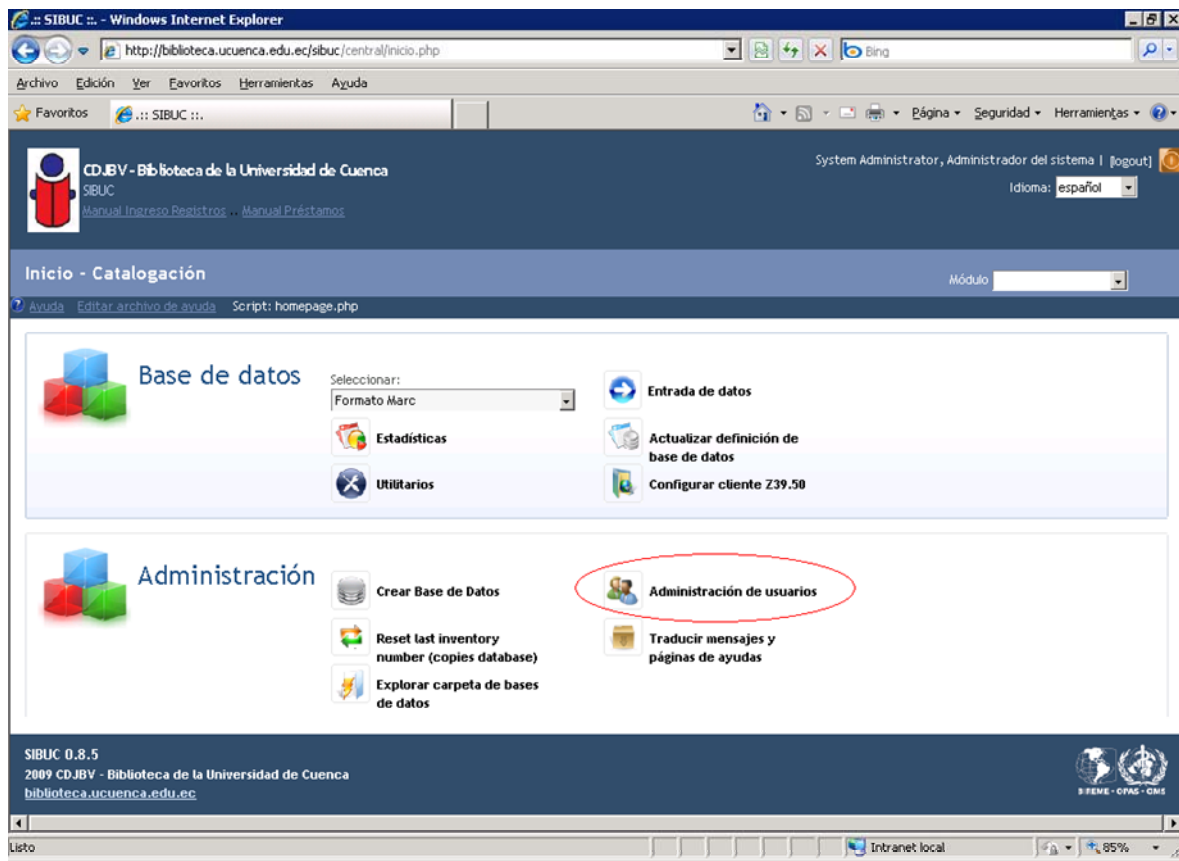 .:: SIBUC ::. - Windows Internet Explorer
http://biblioteca.ucuenca.edu.ec/sibuc/central/inicio.php
Bing
Archivo Edición Ver Favoritos Herramientas Ayuda
Favoritos .:: SIBUC ::. Página Seguridad Herramientas
CDJBV - Biblioteca de la Universidad de Cuenca
SIBUC
Manual Ingreso Registros .. Manual Préstamos
System Administrator, Administrador del sistema | [logout]
Idioma: español
Inicio - Catalogación
Módulo
Ayuda Editar archivo de ayuda Script: homepage.php
Base de datos
Seleccionar:
Formato Marc
Entrada de datos
Estadísticas
Actualizar definición de
base de datos
Utilitarios
Configurar cliente Z39.50
Administración
Crear Base de Datos
Administración de usuarios
Reset last inventory
number (copies database)
Traducir mensajes y
páginas de ayudas
Explorar carpeta de bases
de datos
SIBUC 0.8.5
2009 CDJBV - Biblioteca de la Universidad de Cuenca
biblioteca.ucuenca.edu.ec
BIREME - OPAS - OMS
Listo
Intranet local
85%